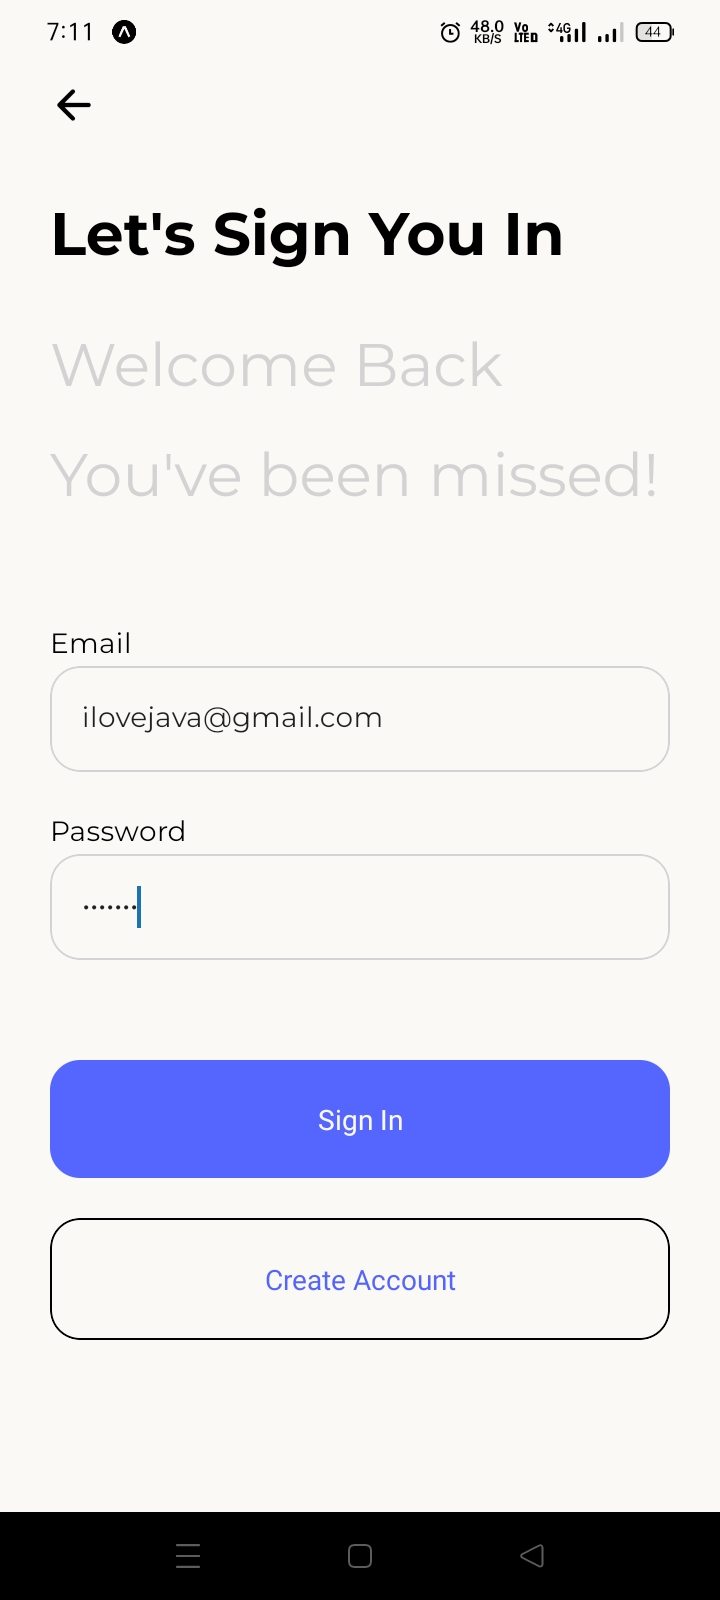 7:11
48.0
KB/S
Vo
LTE
4G
44
Let's Sign You In
Welcome Back
You've been missed!
Email
ilovejava@gmail.com
Password
•••••••
Sign In
Create Account